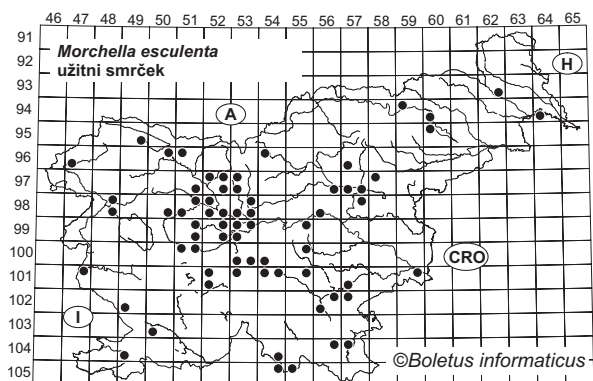 46 47 48 49 50 51 52 53 54 55 56 57 58 59 60 61 62 63 64 65
91
Morchella esculenta
užitni smrček
92
H
93
94
A
95
96
97
98
99
100
CRO
101
102
I
103
104
©Boletus informaticus
105